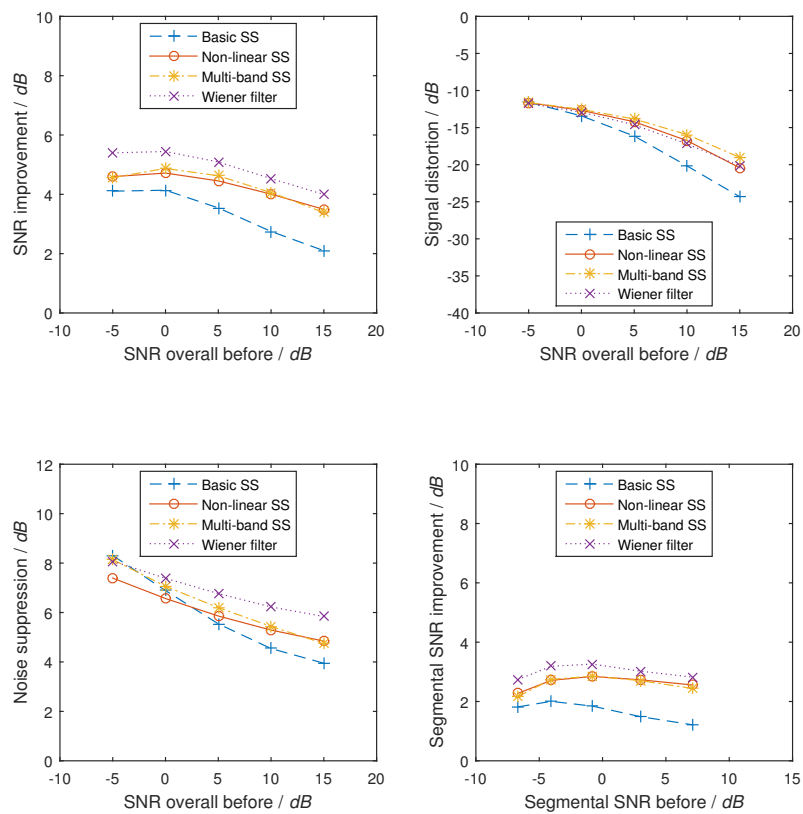 10
8
6
4
2
0
SNR improvement / dB
Basic SS
Non-linear SS
Multi-band SS
Wiener filter
-10 -5 0 5 10 15 20
SNR overall before / dB
0
-5
-10
-15
-20
-25
-30
-35
-40
Signal distortion / dB
Basic SS
Non-linear SS
Multi-band SS
Wiener filter
-10 -5 0 5 10 15 20
SNR overall before / dB
12
10
8
6
4
2
0
Noise suppression / dB
Basic SS
Non-linear SS
Multi-band SS
Wiener filter
-10 -5 0 5 10 15 20
SNR overall before / dB
10
8
6
4
2
0
Segmental SNR improvement / dB
Basic SS
Non-linear SS
Multi-band SS
Wiener filter
-10 -5 0 5 10 15
Segmental SNR before / dB